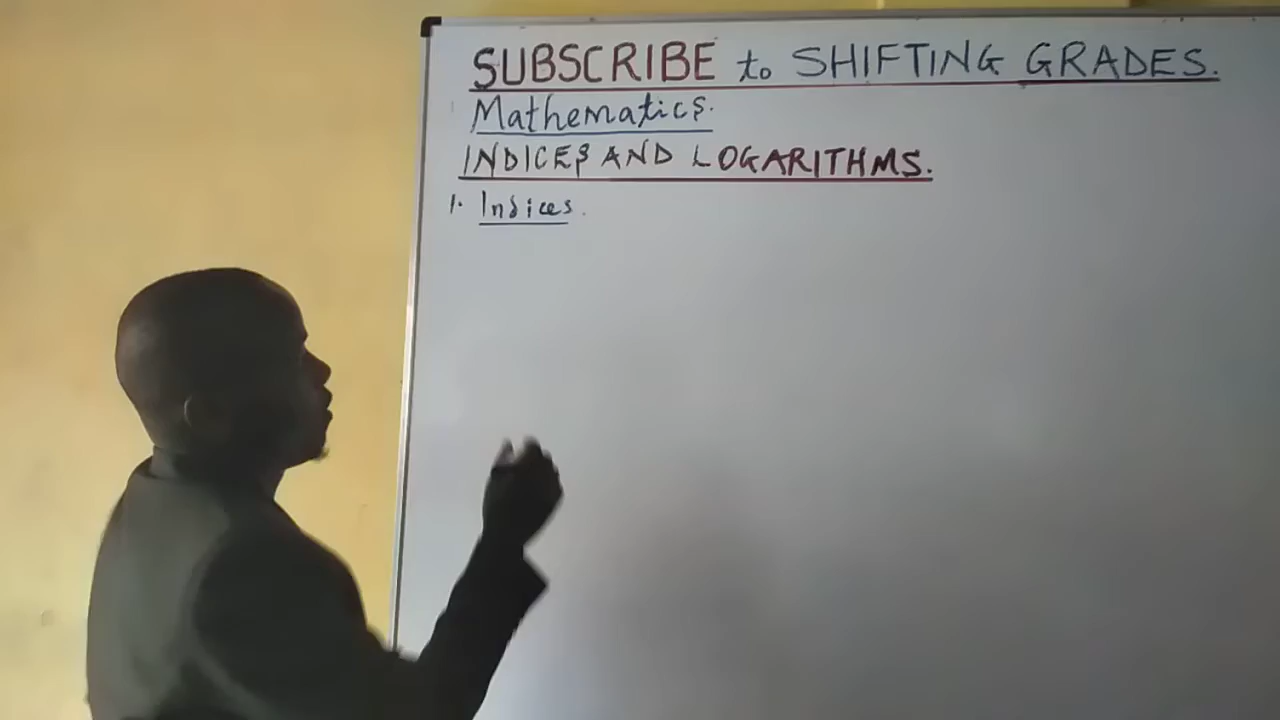 SUBSCRIBE to SHIFTING GRADES.
Mathematics.
INDICES AND LOGARITHMS.
1. Indices.